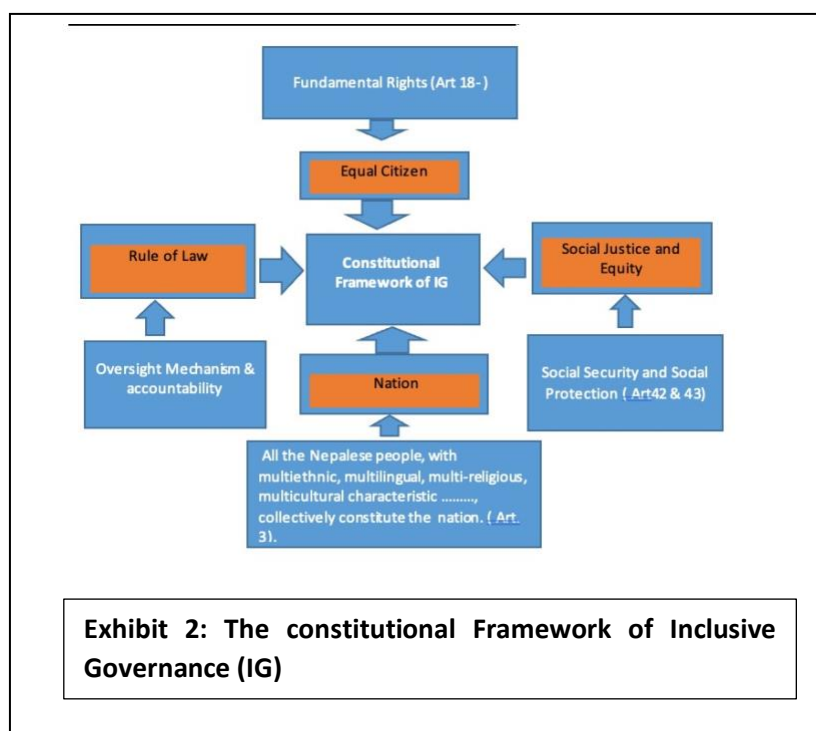 Fundamental Rights (Art 18- )
Equal Citizen
Rule of Law
Constitutional
Framework of IG
Social Justice and
Equity
Oversight Mechanism &
accountability
Nation
Social Security and Social
Protection ( Art42 & 43)
All the Nepalese people, with
multiethnic, multilingual, multi-religious,
multicultural characteristic ………,
collectively constitute the nation. ( Art.
3).
Exhibit 2: The constitutional Framework of Inclusive
Governance (IG)